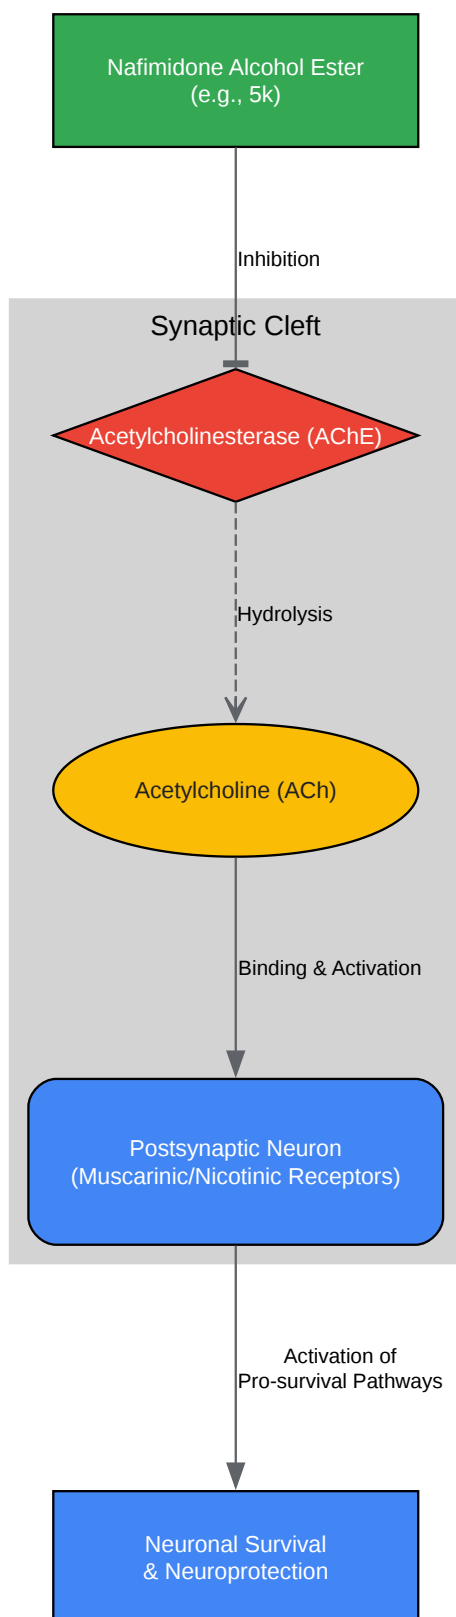 Nafimidone Alcohol Ester
(e.g., 5k)
Inhibition
Synaptic Cleft
Acetylcholinesterase (AChE)
Hydrolysis
Acetylcholine (ACh)
Binding & Activation
Postsynaptic Neuron
(Muscarinic/Nicotinic Receptors)
Activation of
Pro-survival Pathways
Neuronal Survival
& Neuroprotection